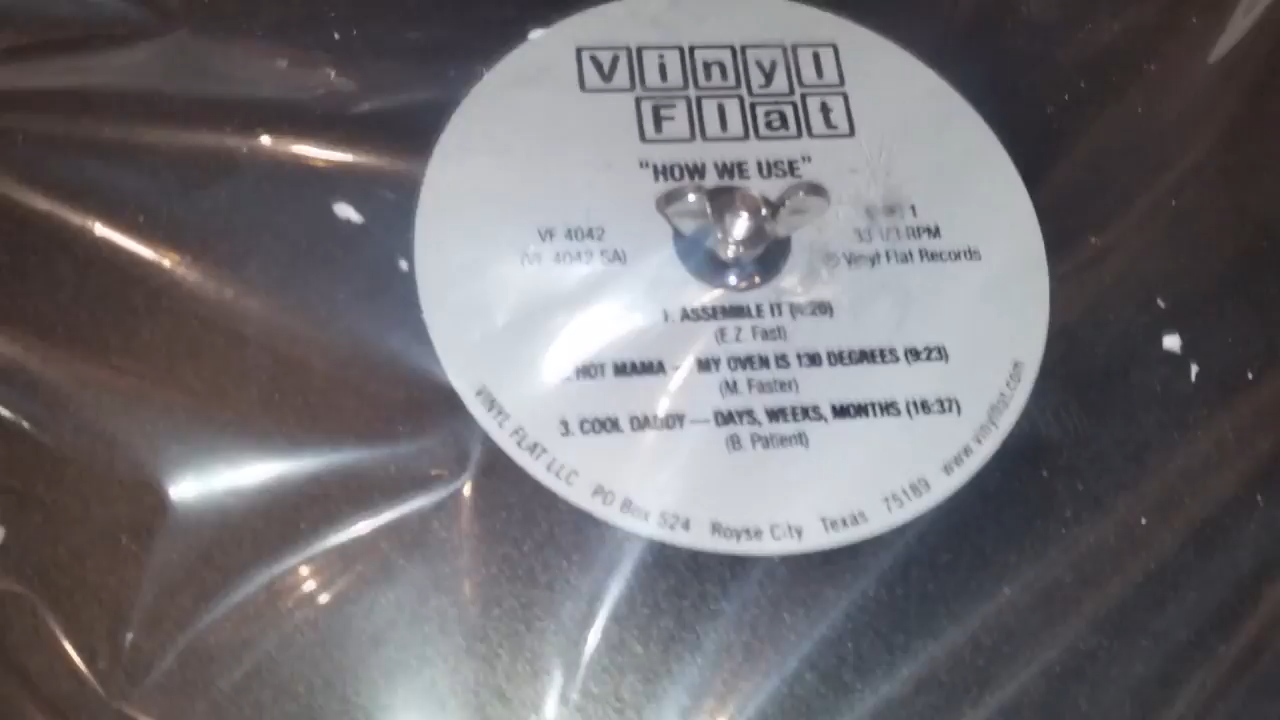 Vinyl
Flat
"HOW WE USE"
VF 4042
(VF 4042 SA)
1
33 1/3 RPM
℗ Vinyl Flat Records
1. ASSEMBLE IT
(E.Z. Fast)
HOT MAMA — MY OVEN IS 130 DEGREES (9:23)
(M. Faster)
3. COOL DADDY — DAYS, WEEKS, MONTHS (16:37)
(B. Patient)
VINYL FLAT LLC PO Box 524 Royse City Texas 75189 www.vinylflat.com